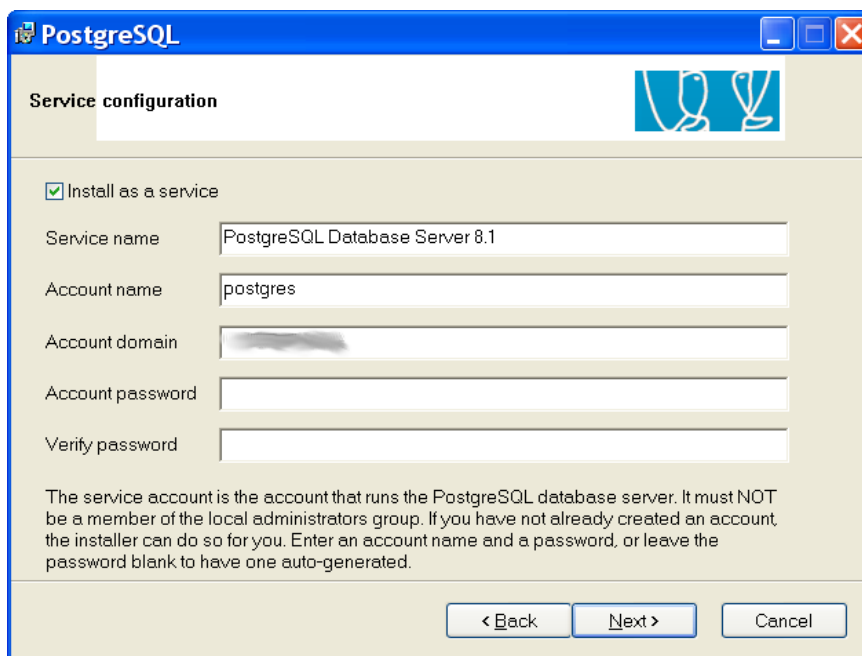 PostgreSQL
Service configuration
Install as a service
Service name
PostgreSQL Database Server 8.1
Account name
postgres
Account domain
Account password
Verify password
The service account is the account that runs the PostgreSQL database server. It must NOT
be a member of the local administrators group. If you have not already created an account,
the installer can do so for you. Enter an account name and a password, or leave the
password blank to have one auto-generated.
< Back
Next >
Cancel